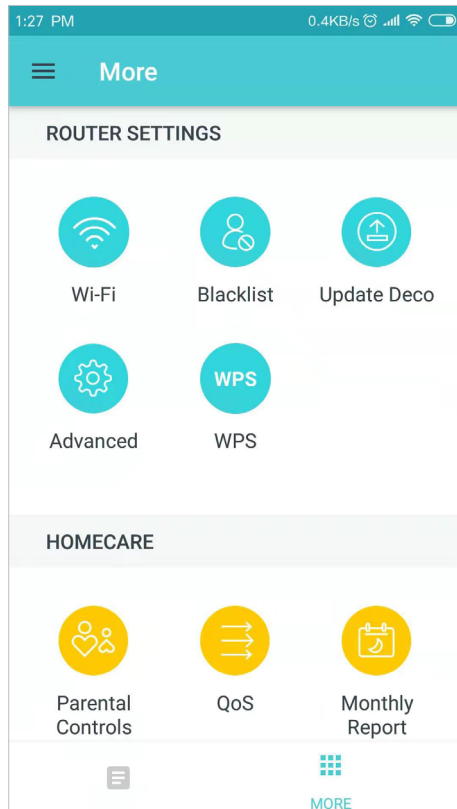 1:27 PM 0.4KB/s
More
ROUTER SETTINGS
Wi-Fi Blacklist Update Deco
WPS
Advanced WPS
HOMECARE
Parental Controls QoS Monthly Report
MORE